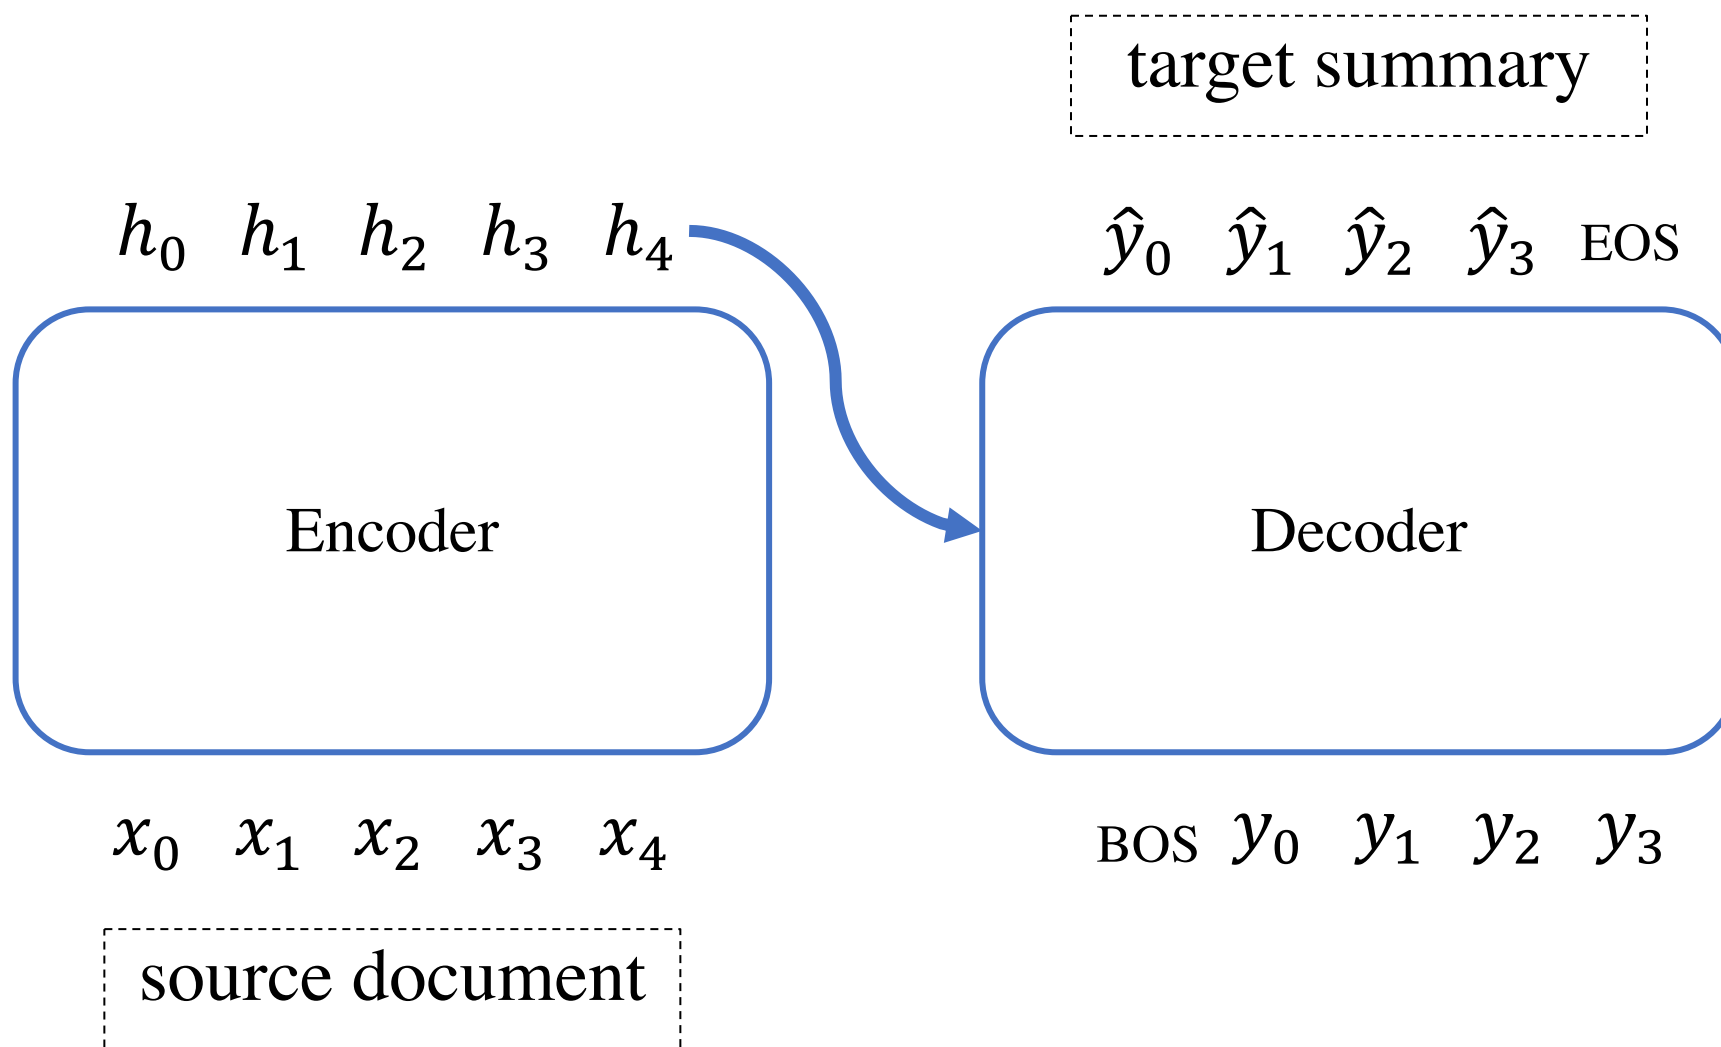 target summary
h₀ h₁ h₂ h₃ h₄
ŷ₀ ŷ₁ ŷ₂ ŷ₃ EOS
Encoder
Decoder
x₀ x₁ x₂ x₃ x₄
BOS y₀ y₁ y₂ y₃
source document